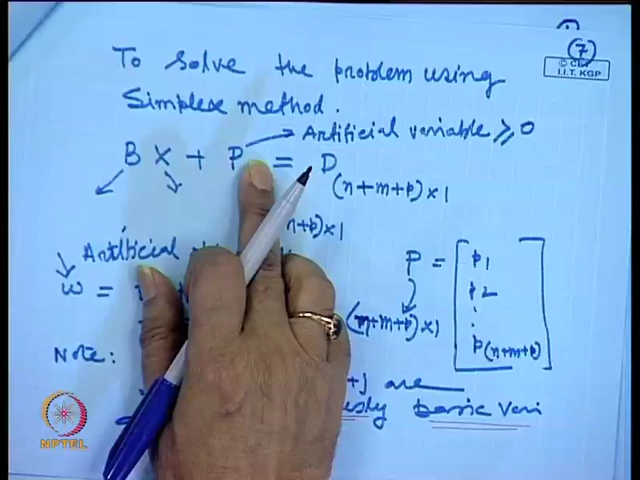 7
© CET
I.I.T. KGP
To solve the problem using
Simplex method.
Artificial variable ≥ 0
B X + P = D
(n+m+p)×1
n+p)×1
Artificial
w =
P = [ p1
p2
:
p(n+m+p) ]
(n+m+p)×1
Note:
+j are
basic vari
NPTEL